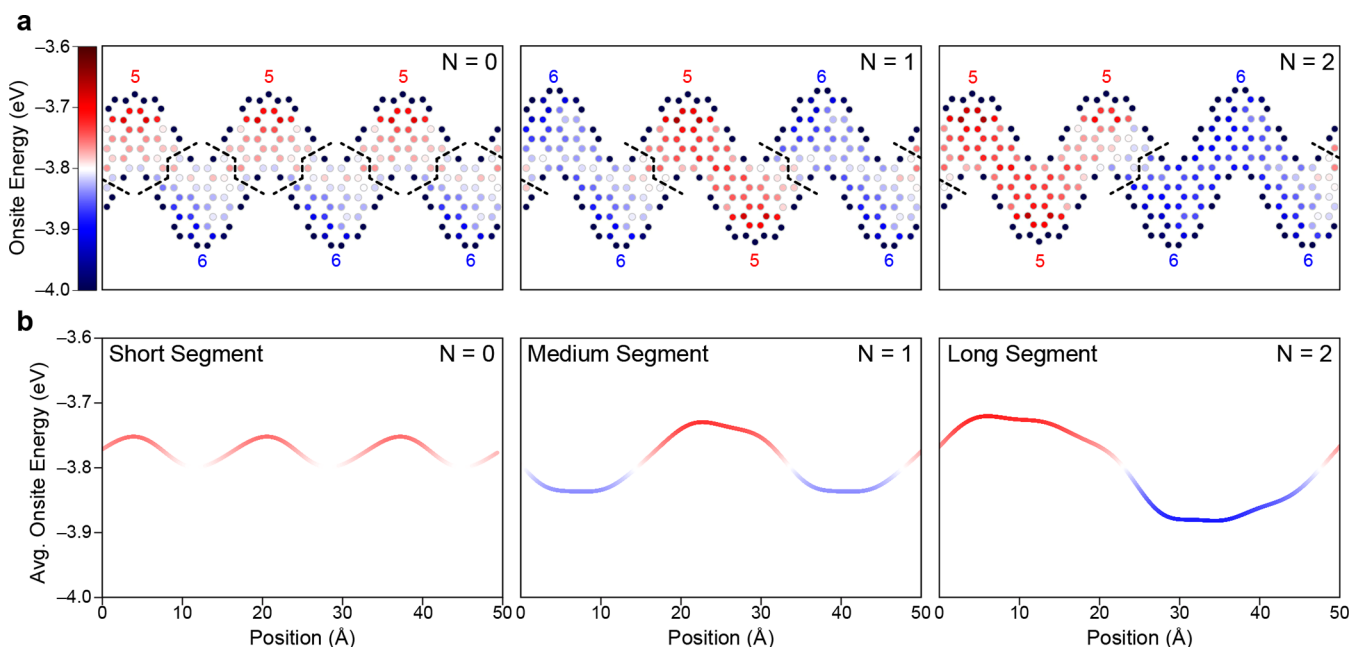 a
Onsite Energy (eV)
–3.6
–3.7
–3.8
–3.9
–4.0
N = 0
5 5 5
6 6 6
N = 1
6 5 6
6 5 6
N = 2
5 5 6
5 6 6
b
Avg. Onsite Energy (eV)
–3.6
–3.7
–3.8
–3.9
–4.0
Short Segment N = 0
0 10 20 30 40 50
Position (Å)
Medium Segment N = 1
0 10 20 30 40 50
Position (Å)
Long Segment N = 2
0 10 20 30 40 50
Position (Å)